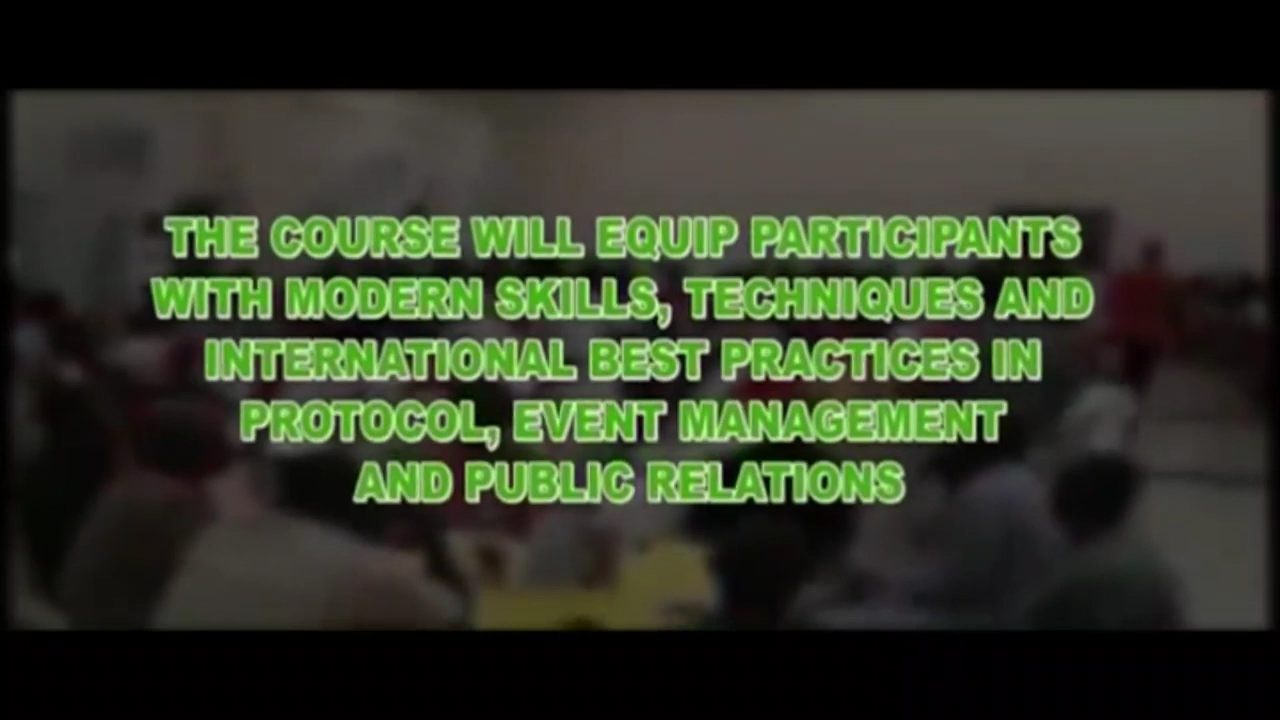 THE COURSE WILL EQUIP PARTICIPANTS
WITH MODERN SKILLS, TECHNIQUES AND
INTERNATIONAL BEST PRACTICES IN
PROTOCOL, EVENT MANAGEMENT
AND PUBLIC RELATIONS